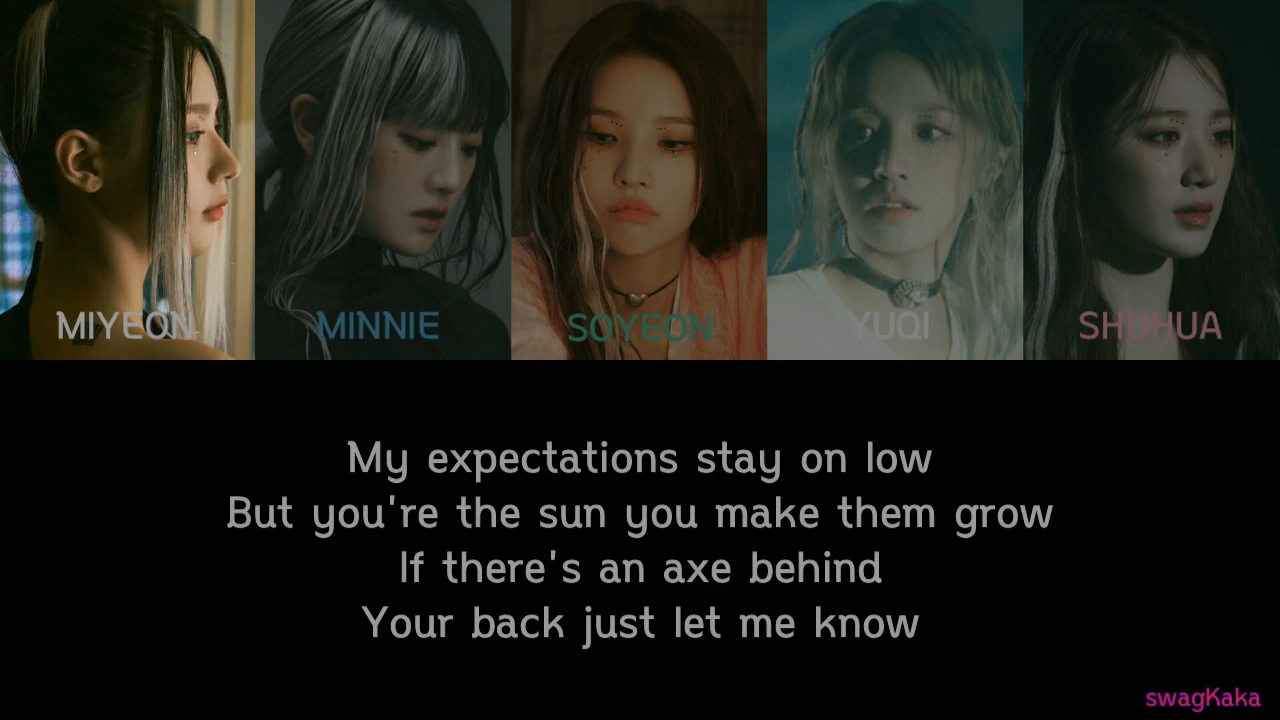 MIYEON
MINNIE
SOYEON
YUQI
SHUHUA
My expectations stay on low
But you're the sun you make them grow
If there's an axe behind
Your back just let me know
swagKaka